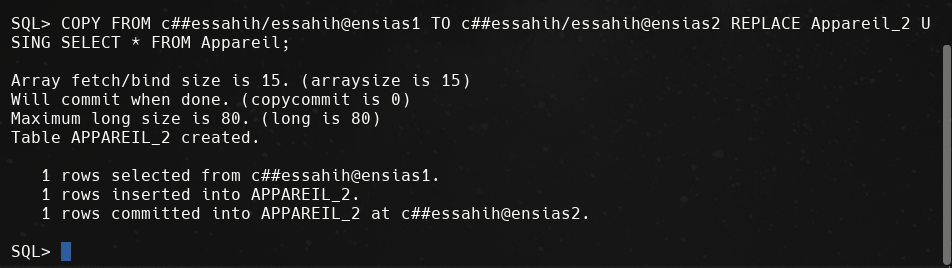 SQL> COPY FROM c##essahih/essahih@ensias1 TO c##essahih/essahih@ensias2 REPLACE Appareil_2 U
SING SELECT * FROM Appareil;
Array fetch/bind size is 15. (arraysize is 15)
Will commit when done. (copycommit is 0)
Maximum long size is 80. (long is 80)
Table APPAREIL_2 created.
1 rows selected from c##essahih@ensias1.
1 rows inserted into APPAREIL_2.
1 rows committed into APPAREIL_2 at c##essahih@ensias2.
SQL>